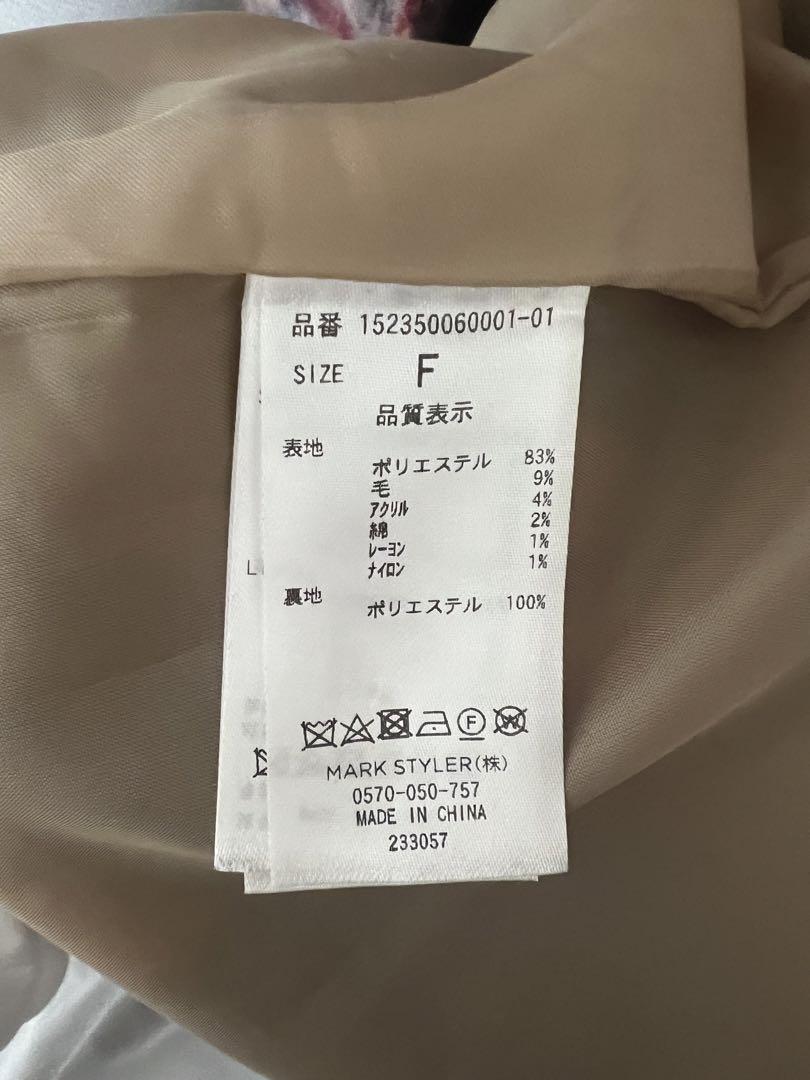 品番 152350060001-01
SIZE F
品質表示
表地
ポリエステル 83%
毛 9%
アクリル 4%
綿 2%
レーヨン 1%
ナイロン 1%
裏地 ポリエステル 100%
F W
MARK STYLER(株)
0570-050-757
MADE IN CHINA
233057